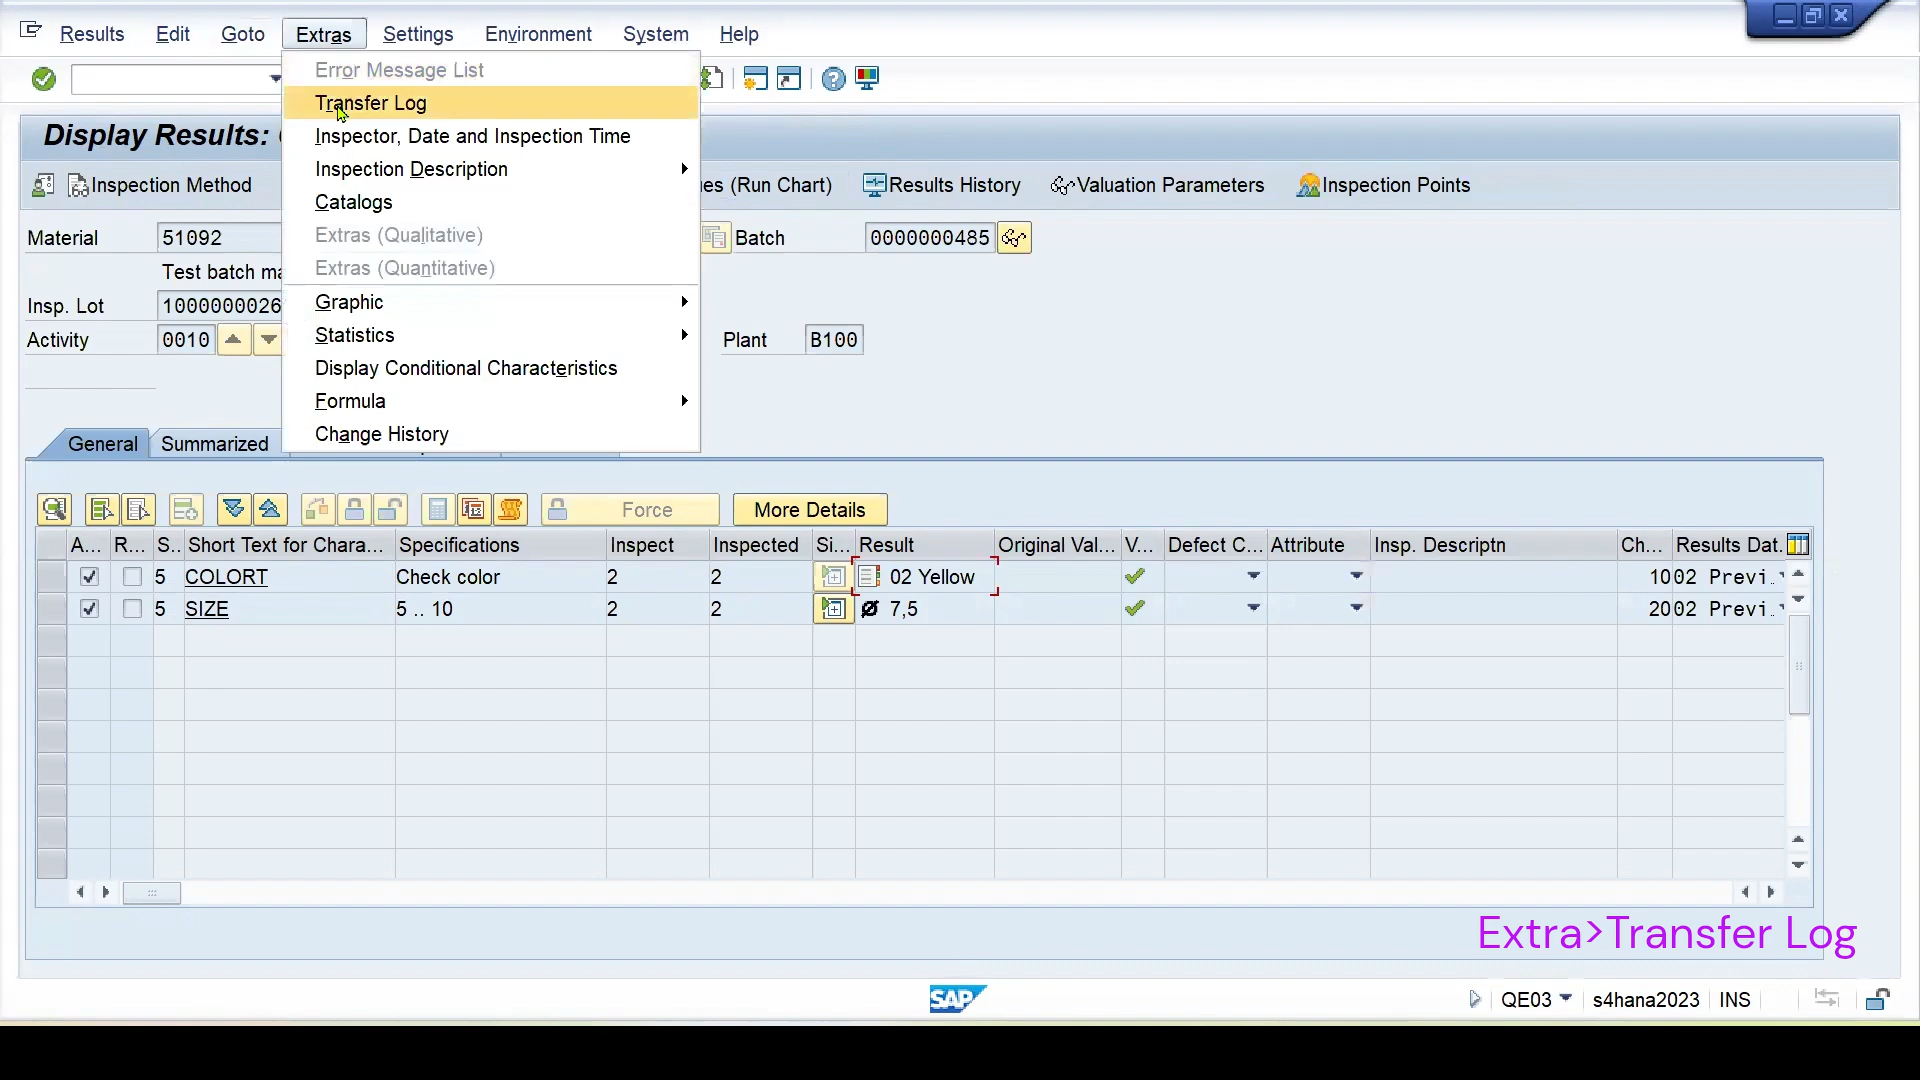 Results Edit Goto Extras Settings Environment System Help
Error Message List
Transfer Log
Inspector, Date and Inspection Time
Inspection Description
Catalogs
Extras (Qualitative)
Extras (Quantitative)
Graphic
Statistics
Display Conditional Characteristics
Formula
Change History
Display Results:
Inspection Method es (Run Chart) Results History Valuation Parameters Inspection Points
Material 51092 Batch 0000000485
Test batch ma
Insp. Lot 10000000026
Activity 0010 Plant B100
General Summarized
Force More Details
A... R... S.. Short Text for Chara... Specifications Inspect Inspected Si... Result Original Val... V... Defect C... Attribute Insp. Descriptn Ch... Results Dat.
5 COLORT Check color 2 2 02 Yellow 10 02 Previ..
5 SIZE 5 .. 10 2 2 7,5 20 02 Previ..
Extra>Transfer Log
SAP QE03 s4hana2023 INS